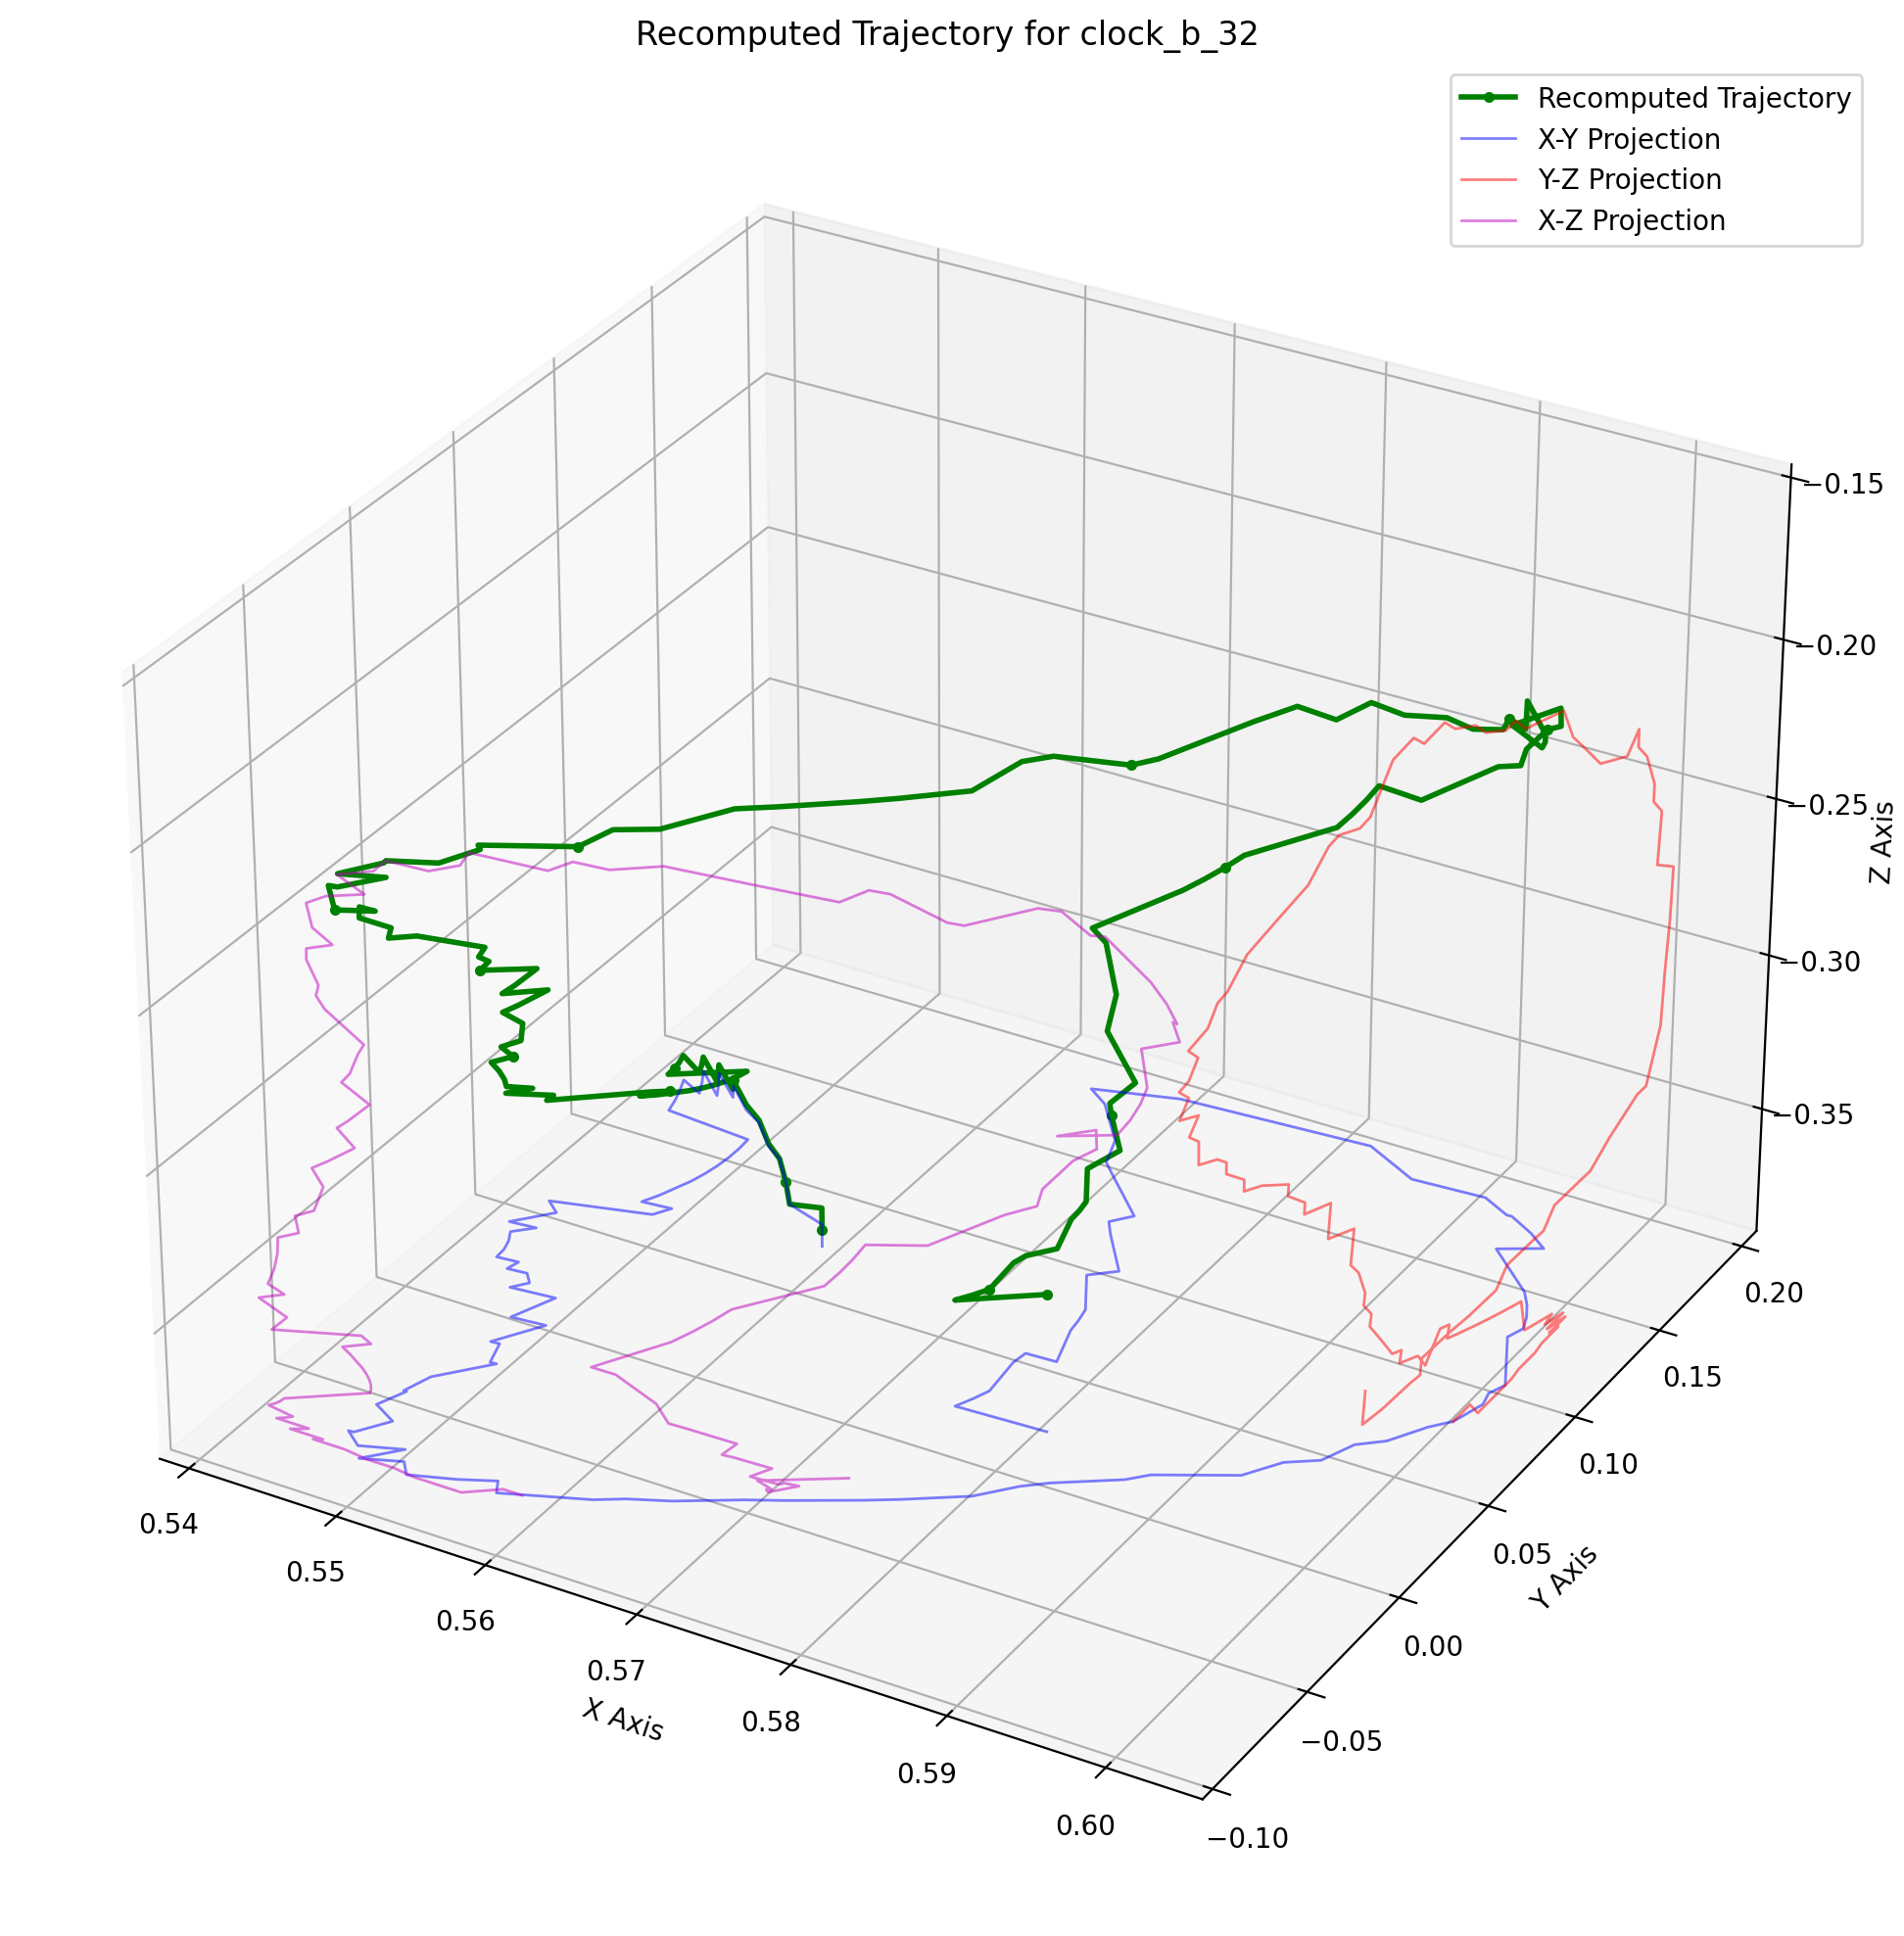 Recomputed Trajectory for clock_b_32
Recomputed Trajectory
X-Y Projection
Y-Z Projection
X-Z Projection
−0.15
−0.20
−0.25
−0.30
−0.35
Z Axis
0.20
0.15
0.10
0.05
0.00
−0.05
−0.10
Y Axis
0.54
0.55
0.56
0.57
0.58
0.59
0.60
X Axis